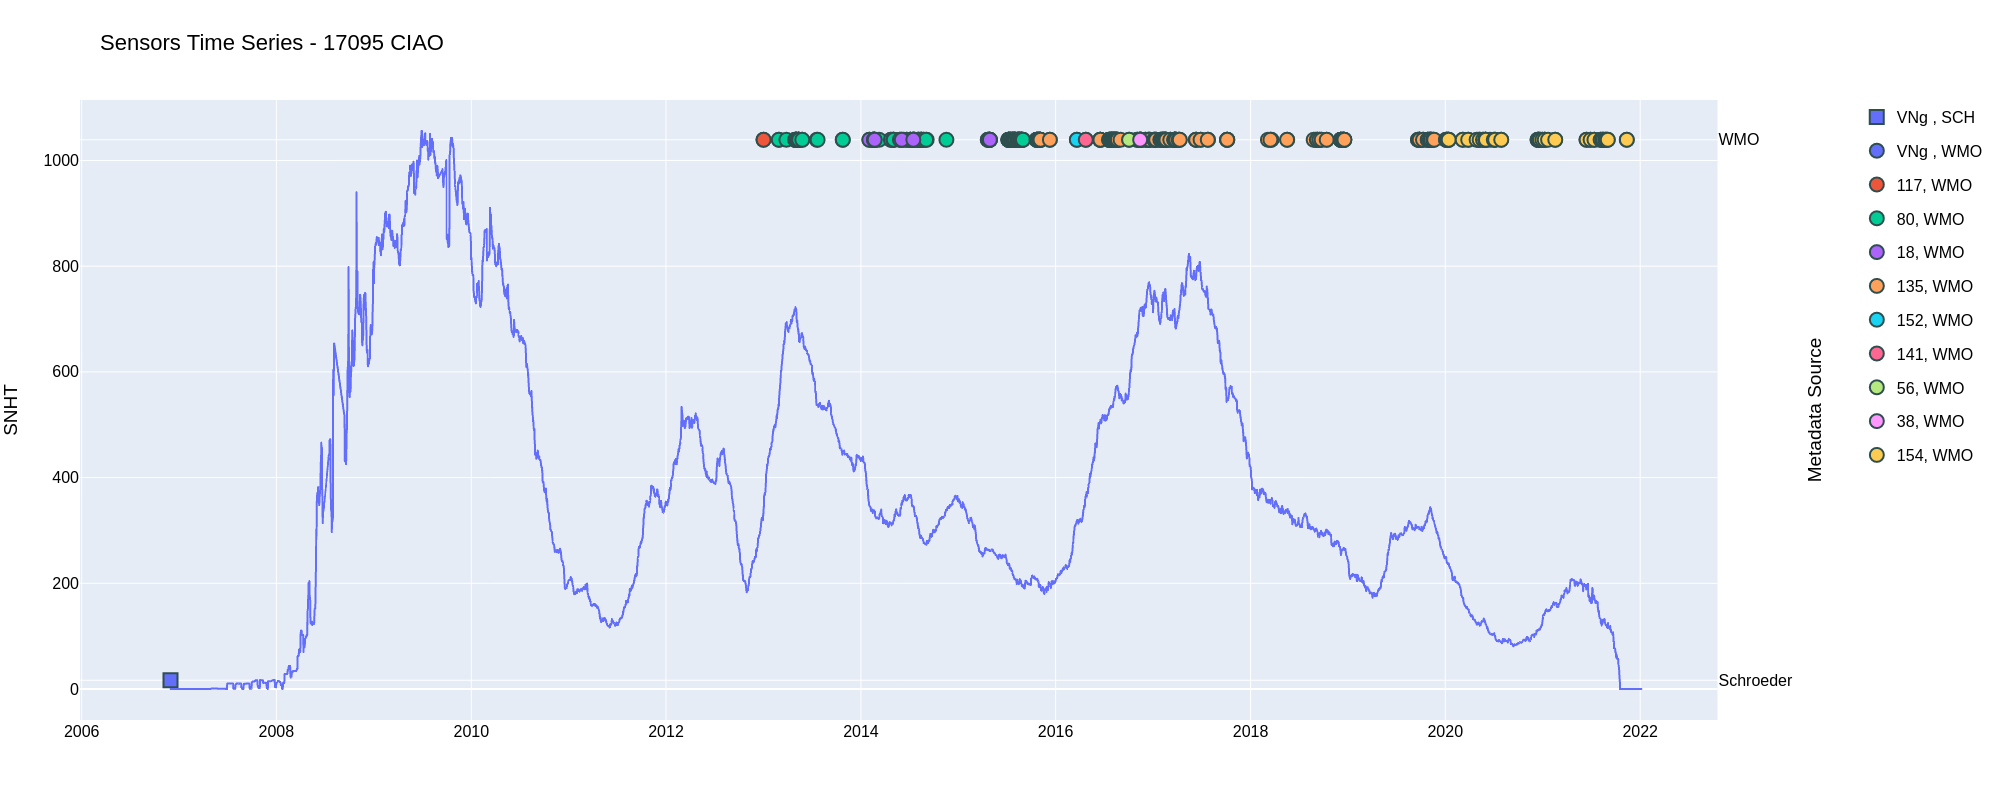 Sensors Time Series - 17095 CIAO
SNHT
1000
800
600
400
200
0
2006
2008
2010
2012
2014
2016
2018
2020
2022
WMO
Schroeder
Metadata Source
VNg , SCH
VNg , WMO
117, WMO
80, WMO
18, WMO
135, WMO
152, WMO
141, WMO
56, WMO
38, WMO
154, WMO